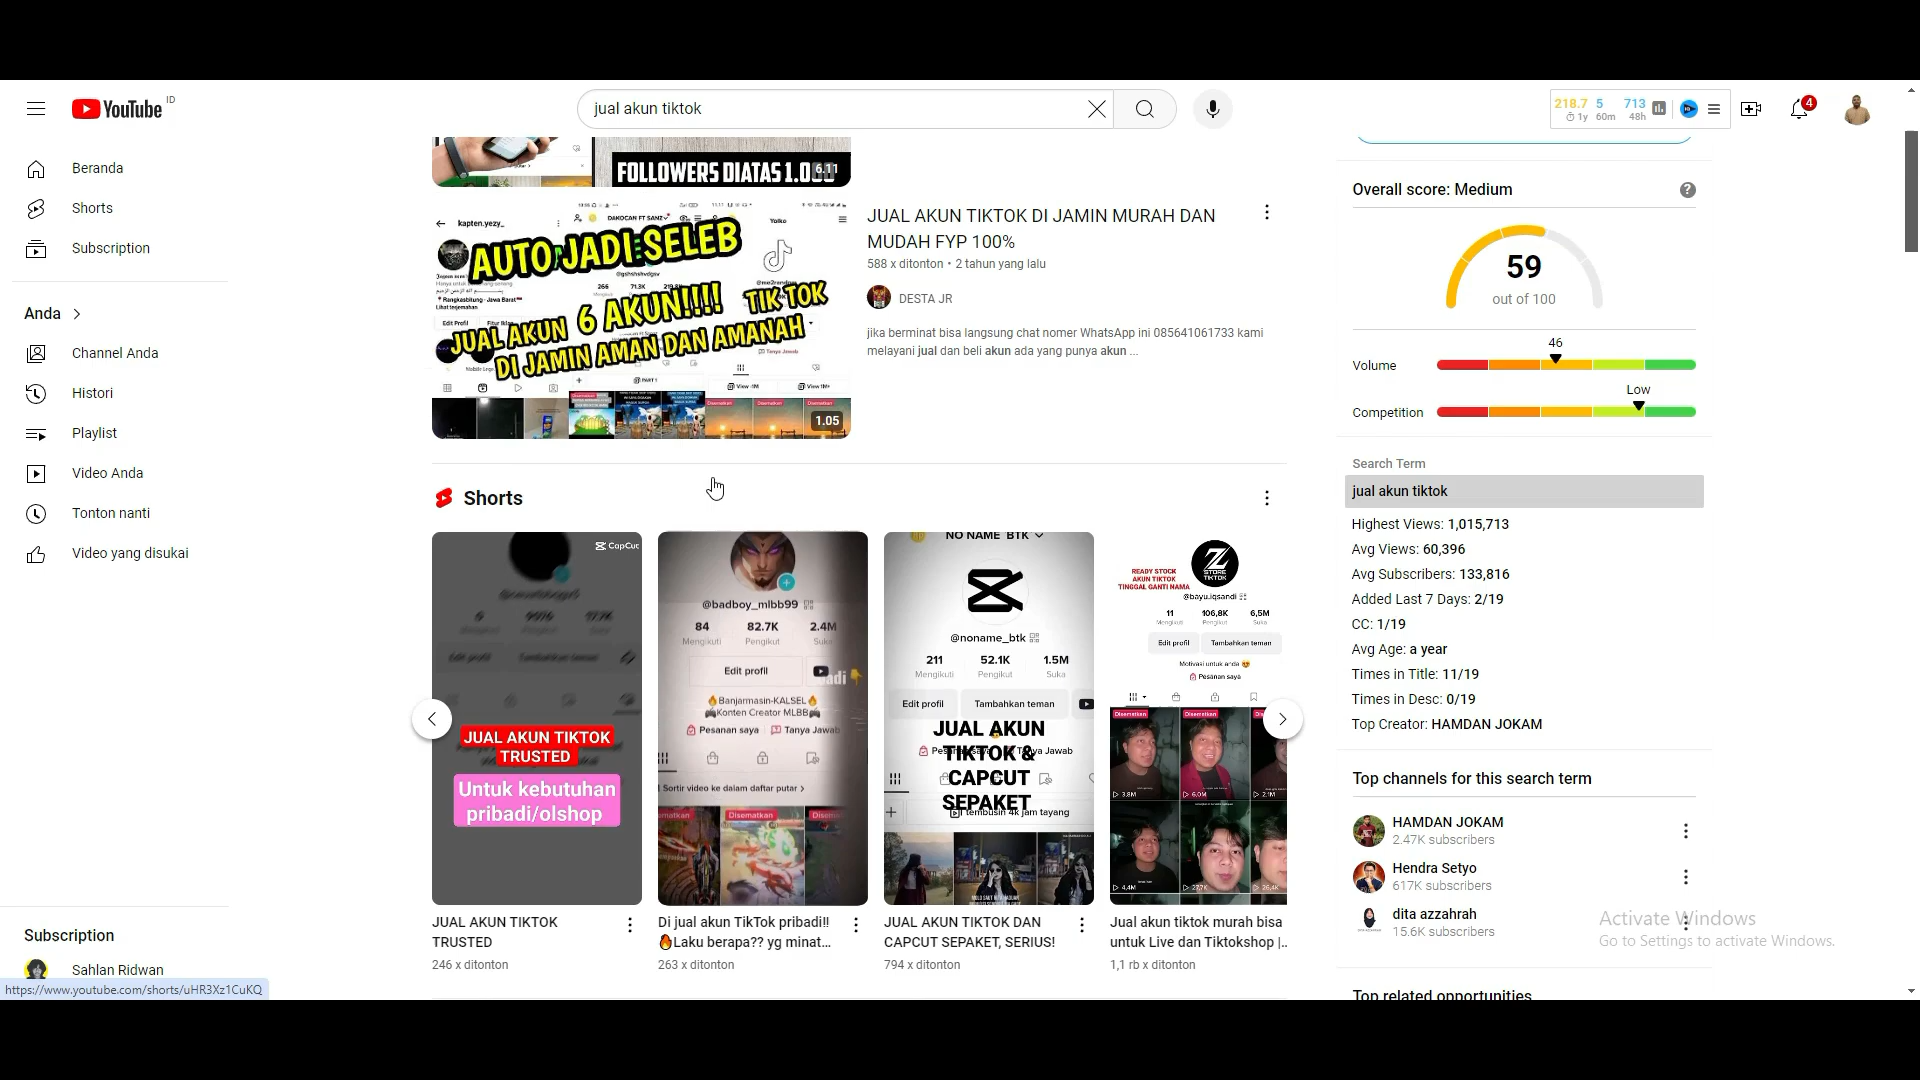 YouTube ID
jual akun tiktok
218.7 5 713
1y 60m 48h
4
Beranda
Shorts
Subscription
Anda
Channel Anda
Histori
Playlist
Video Anda
Tonton nanti
Video yang disukai
Subscription
Sahlan Ridwan
https://www.youtube.com/shorts/uHR3Xz1CuKQ
6.11
kapten.yezy_
DAKOCAN FT SANZ
Yolko
AUTO JADI SELEB
JUAL AKUN 6 AKUN!!!! TIK TOK
DI JAMIN AMAN DAN AMANAH
1.05
JUAL AKUN TIKTOK DI JAMIN MURAH DAN
MUDAH FYP 100%
588 x ditonton • 2 tahun yang lalu
DESTA JR
jika berminat bisa langsung chat nomer WhatsApp ini 085641061733 kami
melayani jual dan beli akun ada yang punya akun ...
Shorts
CapCut
JUAL AKUN TIKTOK
TRUSTED
Untuk kebutuhan
pribadi/olshop
JUAL AKUN TIKTOK
TRUSTED
246 x ditonton
@badboy_mlbb99
84 82.7K 2.4M
Mengikuti Pengikut Suka
Edit profil
Banjarmasin-KALSEL
Konten Creator MLBB
Pesanan saya Tanya Jawab
Sortir video ke dalam daftar putar >
Disematkan
Di jual akun TikTok pribadi!!
🔥Laku berapa?? yg minat...
263 x ditonton
NO NAME BTK
@noname_btk
211 52.1K 1.5M
Mengikuti Pengikut Suka
Edit profil Tambahkan teman
JUAL AKUN
TIKTOK &
CAPCUT
SEPAKET
tembusin 4k jam tayang
JUAL AKUN TIKTOK DAN
CAPCUT SEPAKET, SERIUS!
794 x ditonton
Z
STORE
TIKTOK
READY STOCK
AKUN TIKTOK
TINGGAL GANTI NAMA
@bayu.iqsandi
11 106,8K 6,5M
Mengikuti Pengikut Suka
Edit profil Tambahkan teman
Motivasi untuk anda 😍
Pesanan saya
Disematkan Disematkan
3,8M 6,0M 2,1M
4,4M 27,7K 26,4K
Jual akun tiktok murah bisa
untuk Live dan Tiktokshop |..
1,1 rb x ditonton
Overall score: Medium
59
out of 100
46
Volume
Low
Competition
Search Term
jual akun tiktok
Highest Views: 1,015,713
Avg Views: 60,396
Avg Subscribers: 133,816
Added Last 7 Days: 2/19
CC: 1/19
Avg Age: a year
Times in Title: 11/19
Times in Desc: 0/19
Top Creator: HAMDAN JOKAM
Top channels for this search term
HAMDAN JOKAM
2.47K subscribers
Hendra Setyo
617K subscribers
dita azzahrah
15.6K subscribers
Top related opportunities
Activate Windows
Go to Settings to activate Windows.